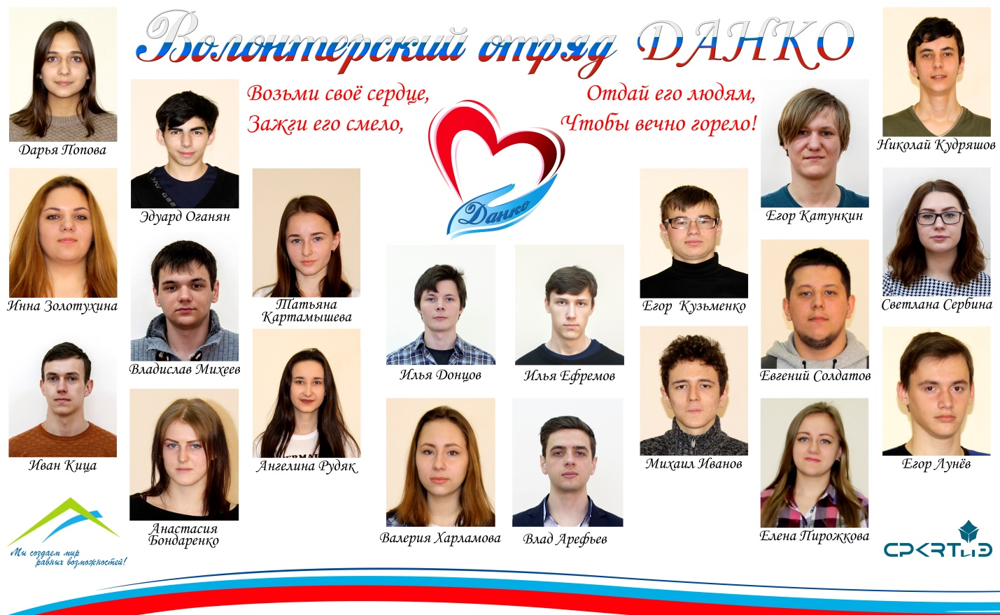 Волонтерский отряд ДАНКО
Возьми своё сердце,
Зажги его смело,
Отдай его людям,
Чтобы вечно горело!
Данко
Дарья Попова
Эдуард Оганян
Егор Катункин
Николай Кудряшов
Инна Золотухина
Владислав Михеев
Татьяна
Картамышева
Илья Донцов
Илья Ефремов
Егор Кузьменко
Евгений Солдатов
Светлана Сербина
Иван Кица
Анастасия
Бондаренко
Ангелина Рудяк
Валерия Харламова
Влад Арефьев
Михаил Иванов
Елена Пирожкова
Егор Лунёв
Мы создаем мир
равных возможностей!
СРКRTИЭ